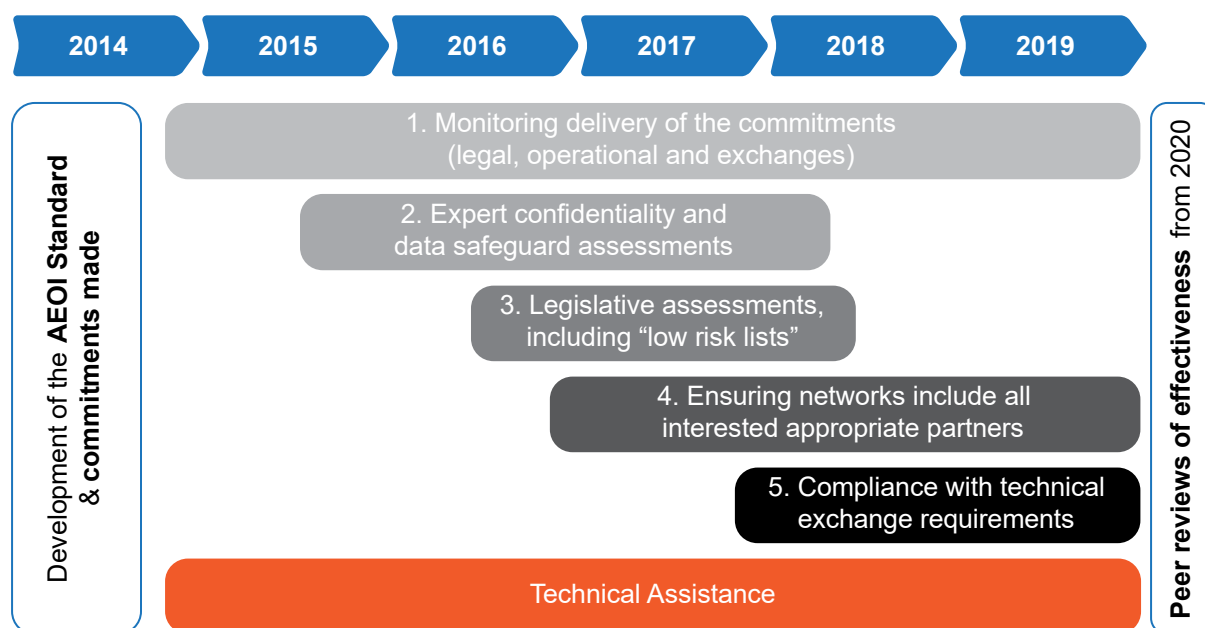 2014
2015
2016
2017
2018
2019
Development of the AEOI Standard
& commitments made
1. Monitoring delivery of the commitments
(legal, operational and exchanges)
2. Expert confidentiality and
data safeguard assessments
3. Legislative assessments,
including “low risk lists”
4. Ensuring networks include all
interested appropriate partners
5. Compliance with technical
exchange requirements
Technical Assistance
Peer reviews of effectiveness from 2020